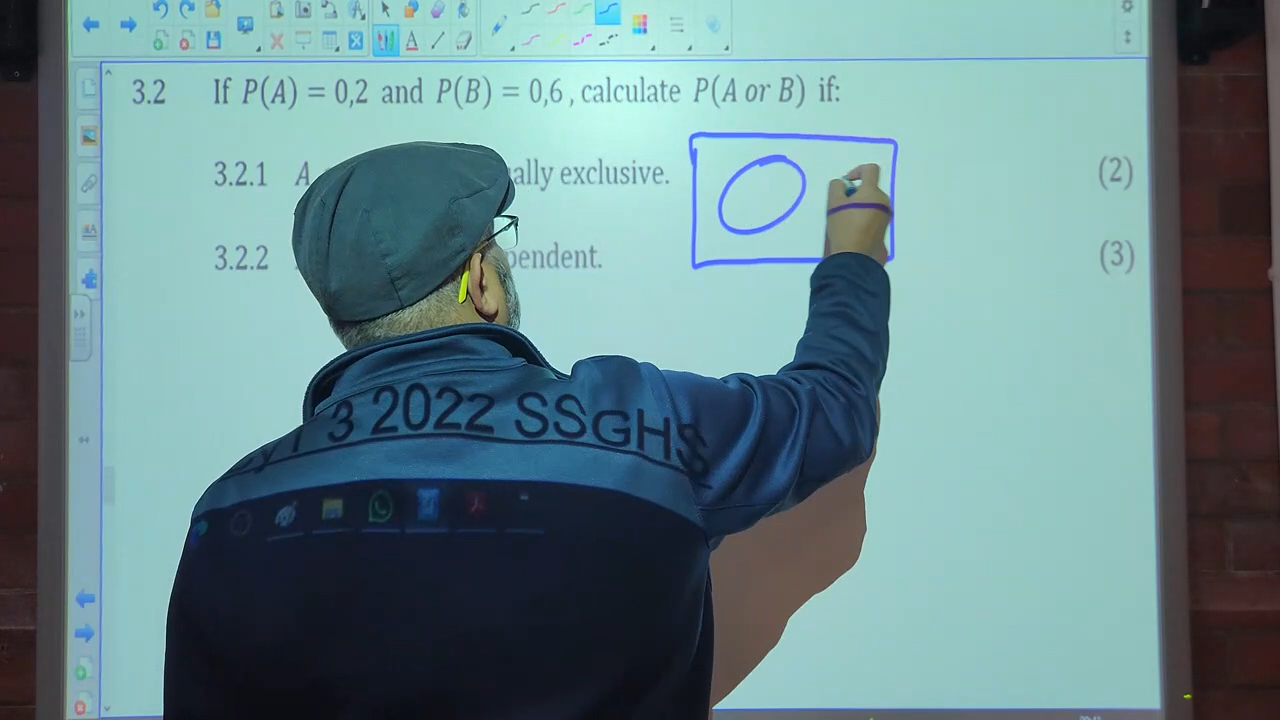 3.2 If P(A) = 0,2 and P(B) = 0,6 , calculate P(A or B) if:
3.2.1 A ally exclusive. (2)
3.2.2 pendent. (3)
3 2022 SSGHS